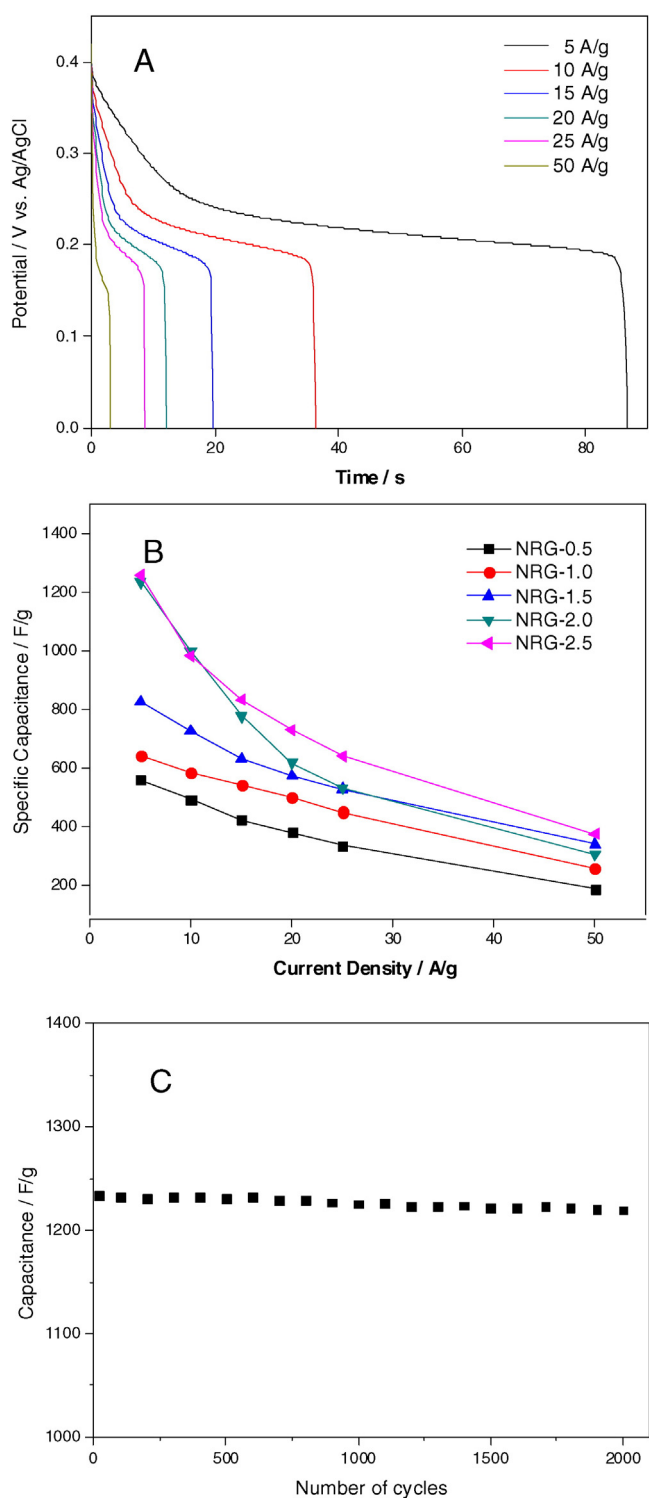 A
5 A/g
10 A/g
15 A/g
20 A/g
25 A/g
50 A/g
0.4
0.3
0.2
0.1
0.0
Potential / V vs. Ag/AgCl
0 20 40 60 80
Time / s
B
NRG-0.5
NRG-1.0
NRG-1.5
NRG-2.0
NRG-2.5
1400
1200
1000
800
600
400
200
Specific Capacitance / F/g
0 10 20 30 40 50
Current Density / A/g
C
1400
1300
1200
1100
1000
Capacitance / F/g
0 500 1000 1500 2000
Number of cycles